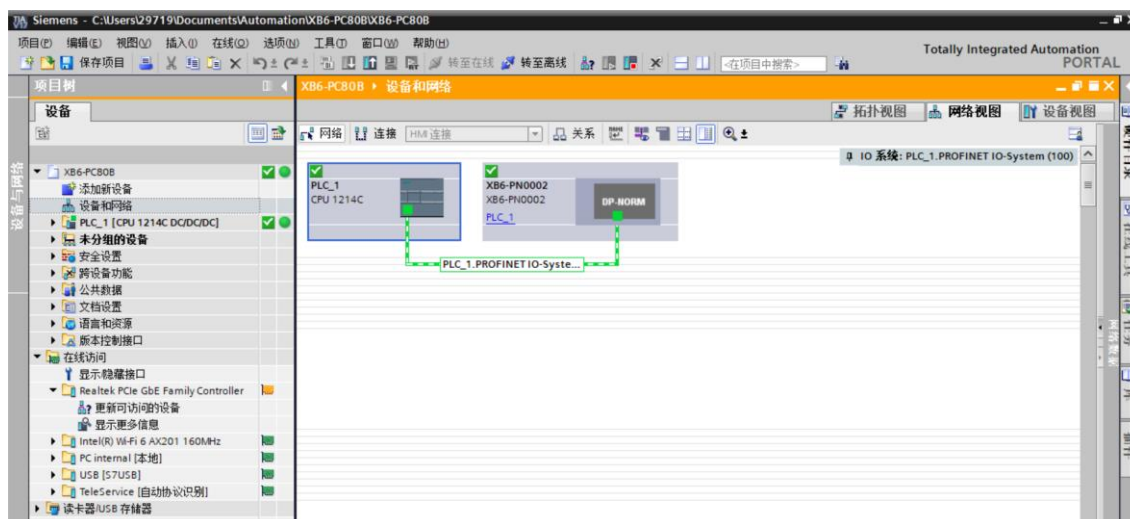 Siemens - C:\Users\29719\Documents\Automation\XB6-PC80B\XB6-PC80B
项目(P) 编辑(E) 视图(V) 插入(I) 在线(O) 选项(N) 工具(T) 窗口(W) 帮助(H)
Totally Integrated Automation
PORTAL
保存项目 转至在线 转至离线 <在项目中搜索>
项目树
XB6-PC80B ▸ 设备和网络
设备
拓扑视图 网络视图 设备视图
网络 连接 HMI 连接 关系
IO 系统: PLC_1.PROFINET IO-System (100)
设备与网络
XB6-PC80B
添加新设备
设备和网络
PLC_1 [CPU 1214C DC/DC/DC]
未分组的设备
安全设置
跨设备功能
公共数据
文档设置
语言和资源
版本控制接口
在线访问
显示/隐藏接口
Realtek PCIe GbE Family Controller
更新可访问的设备
显示更多信息
Intel(R) Wi-Fi 6 AX201 160MHz
PC internal [本地]
USB [S7USB]
TeleService [自动协议识别]
读卡器/USB 存储器
PLC_1
CPU 1214C
XB6-PN0002
XB6-PN0002
PLC_1
DP-NORM
PLC_1.PROFINET IO-Syste...